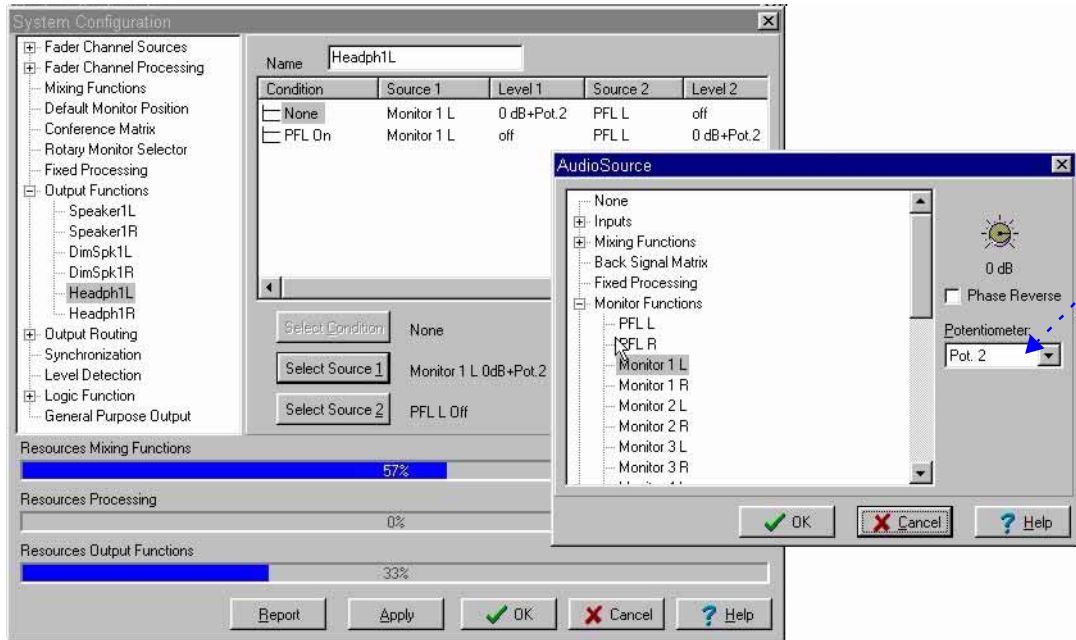 System Configuration
Fader Channel Sources
Fader Channel Processing
Mixing Functions
Default Monitor Position
Conference Matrix
Rotary Monitor Selector
Fixed Processing
Output Functions
Speaker1L
Speaker1R
DimSpk1L
DimSpk1R
Headph1L
Headph1R
Output Routing
Synchronization
Level Detection
Logic Function
General Purpose Output
Name Headph1L
Condition Source 1 Level 1 Source 2 Level 2
None Monitor 1 L 0 dB+Pot.2 PFL L off
PFL On Monitor 1 L off PFL L 0 dB+Pot.2
Select Condition None
Select Source 1 Monitor 1 L 0dB+Pot.2
Select Source 2 PFL L Off
Resources Mixing Functions
57%
Resources Processing
0%
Resources Output Functions
33%
Report Apply OK Cancel Help
AudioSource
None
Inputs
Mixing Functions
Back Signal Matrix
Fixed Processing
Monitor Functions
PFL L
PFL R
Monitor 1 L
Monitor 1 R
Monitor 2 L
Monitor 2 R
Monitor 3 L
Monitor 3 R
0 dB
Phase Reverse
Potentiometer:
Pot. 2
OK Cancel Help